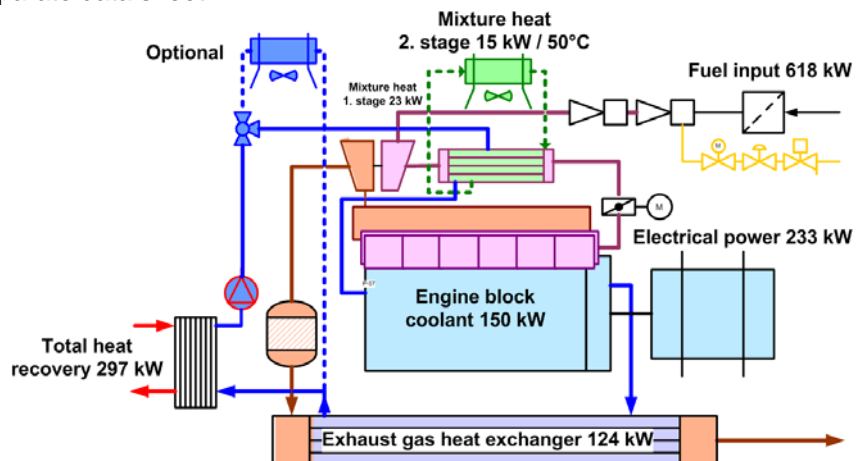 Mixture heat
2. stage 15 kW / 50°C
Optional
Fuel input 618 kW
Mixture heat
1. stage 23 kW
M
M
Electrical power 233 kW
Engine block
coolant 150 kW
Total heat
recovery 297 kW
Exhaust gas heat exchanger 124 kW